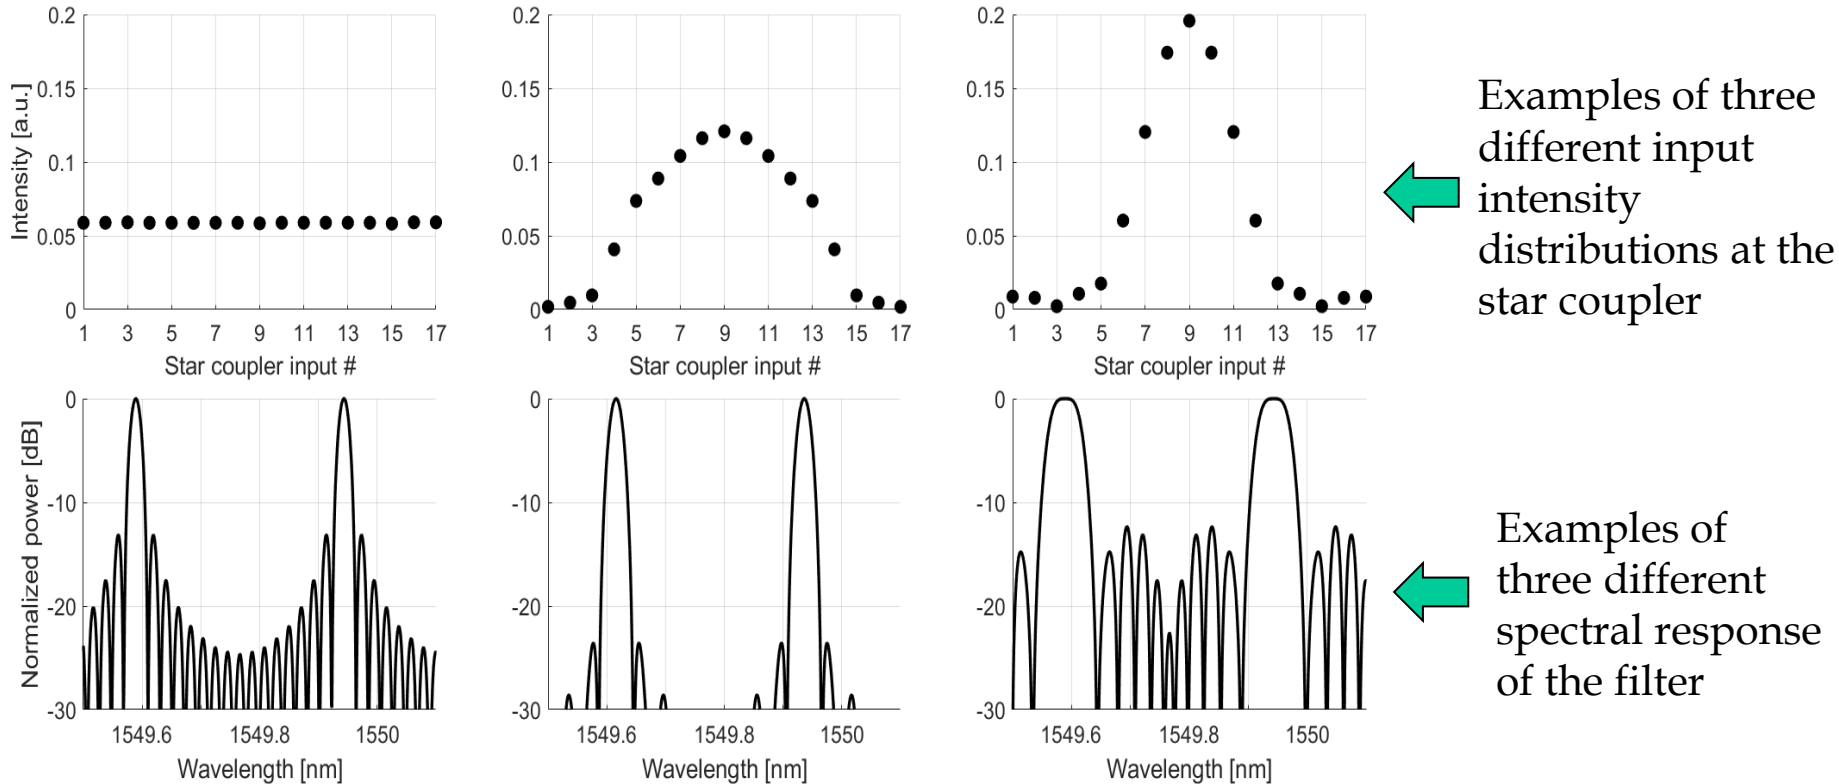 0.2
0.15
0.1
0.05
0
Intensity [a.u.]
1 3 5 7 9 11 13 15 17
Star coupler input #
0.2
0.15
0.1
0.05
0
1 3 5 7 9 11 13 15 17
Star coupler input #
0.2
0.15
0.1
0.05
0
1 3 5 7 9 11 13 15 17
Star coupler input #
Examples of three
different input
intensity
distributions at the
star coupler
0
-10
-20
-30
Normalized power [dB]
1549.6 1549.8 1550
Wavelength [nm]
0
-10
-20
-30
1549.6 1549.8 1550
Wavelength [nm]
0
-10
-20
-30
1549.6 1549.8 1550
Wavelength [nm]
Examples of
three different
spectral response
of the filter